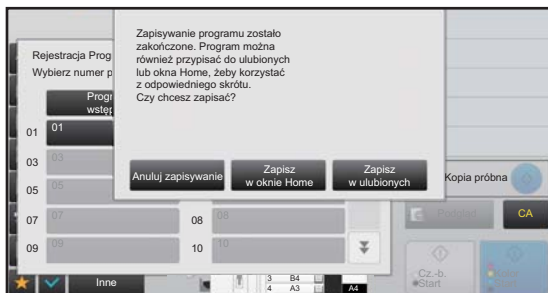 Zapisywanie programu zostało
zakończone. Program można
również przypisać do ulubionych
lub okna Home, żeby korzystać
z odpowiedniego skrótu.
Czy chcesz zapisać?
Anuluj zapisywanie
Zapisz
w oknie Home
Zapisz
w ulubionych
Rejestracja Prog
Wybierz numer p
Progr
wstęp
01 01
03 03
05 05
07 07 08 08
09 09 10 10
Kopia próbna
Podgląd
CA
Cz.-b.
Start
Start
Inne
3 B4
4 A3
A4